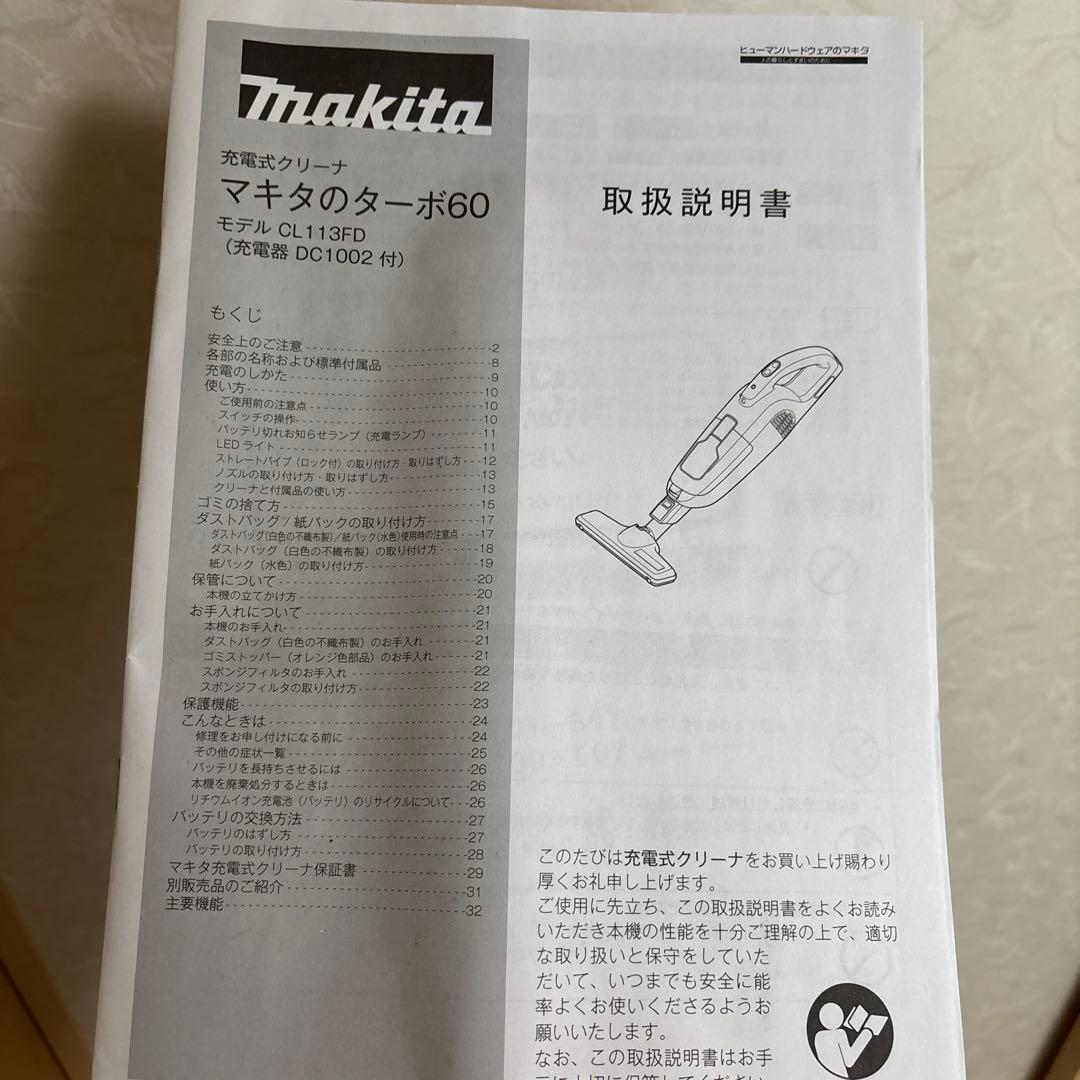 makita
充電式クリーナ
マキタのターボ60
モデル CL113FD
（充電器 DC1002 付）
もくじ
安全上のご注意 2
各部の名称および標準付属品 8
充電のしかた 9
使い方 10
ご使用前の注意点 10
スイッチの操作 10
バッテリ切れお知らせランプ（充電ランプ） 11
LED ライト 11
ストレートパイプ（ロック付）の取り付け方・取りはずし方 12
ノズルの取り付け方・取りはずし方 13
クリーナと付属品の使い方 13
ゴミの捨て方 15
ダストバッグ/紙パックの取り付け方 17
ダストバッグ（白色の不織布製）/紙パック（水色）使用時の注意点 17
ダストバッグ（白色の不織布製）の取り付け方 18
紙パック（水色）の取り付け方 19
保管について 20
本機の立てかけ方 20
お手入れについて 21
本機のお手入れ 21
ダストバッグ（白色の不織布製）のお手入れ 21
ゴミストッパー（オレンジ色部品）のお手入れ 21
スポンジフィルタのお手入れ 22
スポンジフィルタの取り付け方 22
保護機能 23
こんなときは 24
修理をお申し付けになる前に 24
その他の症状一覧 25
バッテリを長持ちさせるには 26
本機を廃棄処分するときは 26
リチウムイオン充電池（バッテリ）のリサイクルについて 26
バッテリの交換方法 27
バッテリのはずし方 27
バッテリの取り付け方 28
マキタ充電式クリーナ保証書 29
別販売品のご紹介 31
主要機能 32
ヒューマンハードウェアのマキタ
人の暮らしとすまいのために
取扱説明書
このたびは充電式クリーナをお買い上げ賜わり
厚くお礼申し上げます。
ご使用に先立ち、この取扱説明書をよくお読み
いただき本機の性能を十分ご理解の上で、適切
な取り扱いと保守をしていた
だいて、いつまでも安全に能
率よくお使いくださるようお
願いいたします。
なお、この取扱説明書はお手